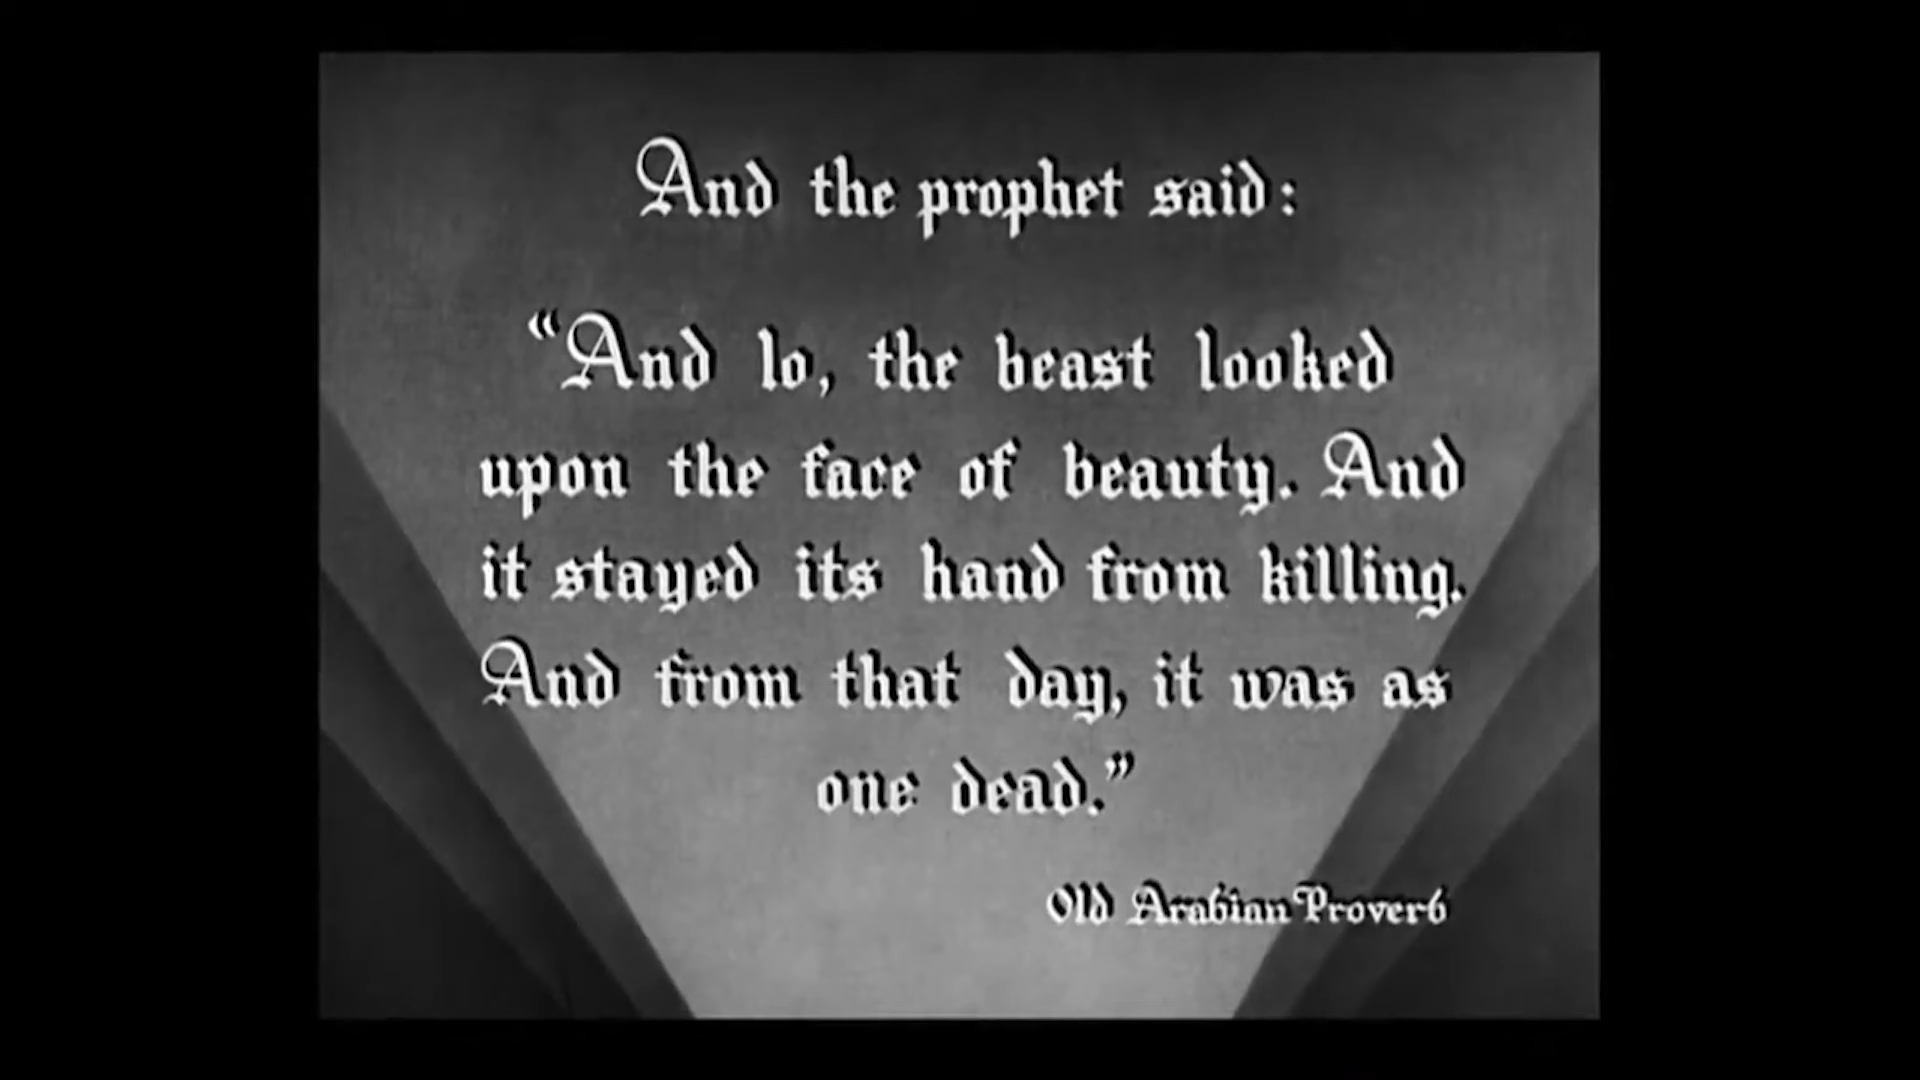 And the prophet said:
“And lo, the beast looked
upon the face of beauty. And
it stayed its hand from killing.
And from that day, it was as
one dead.”
Old Arabian Proverb